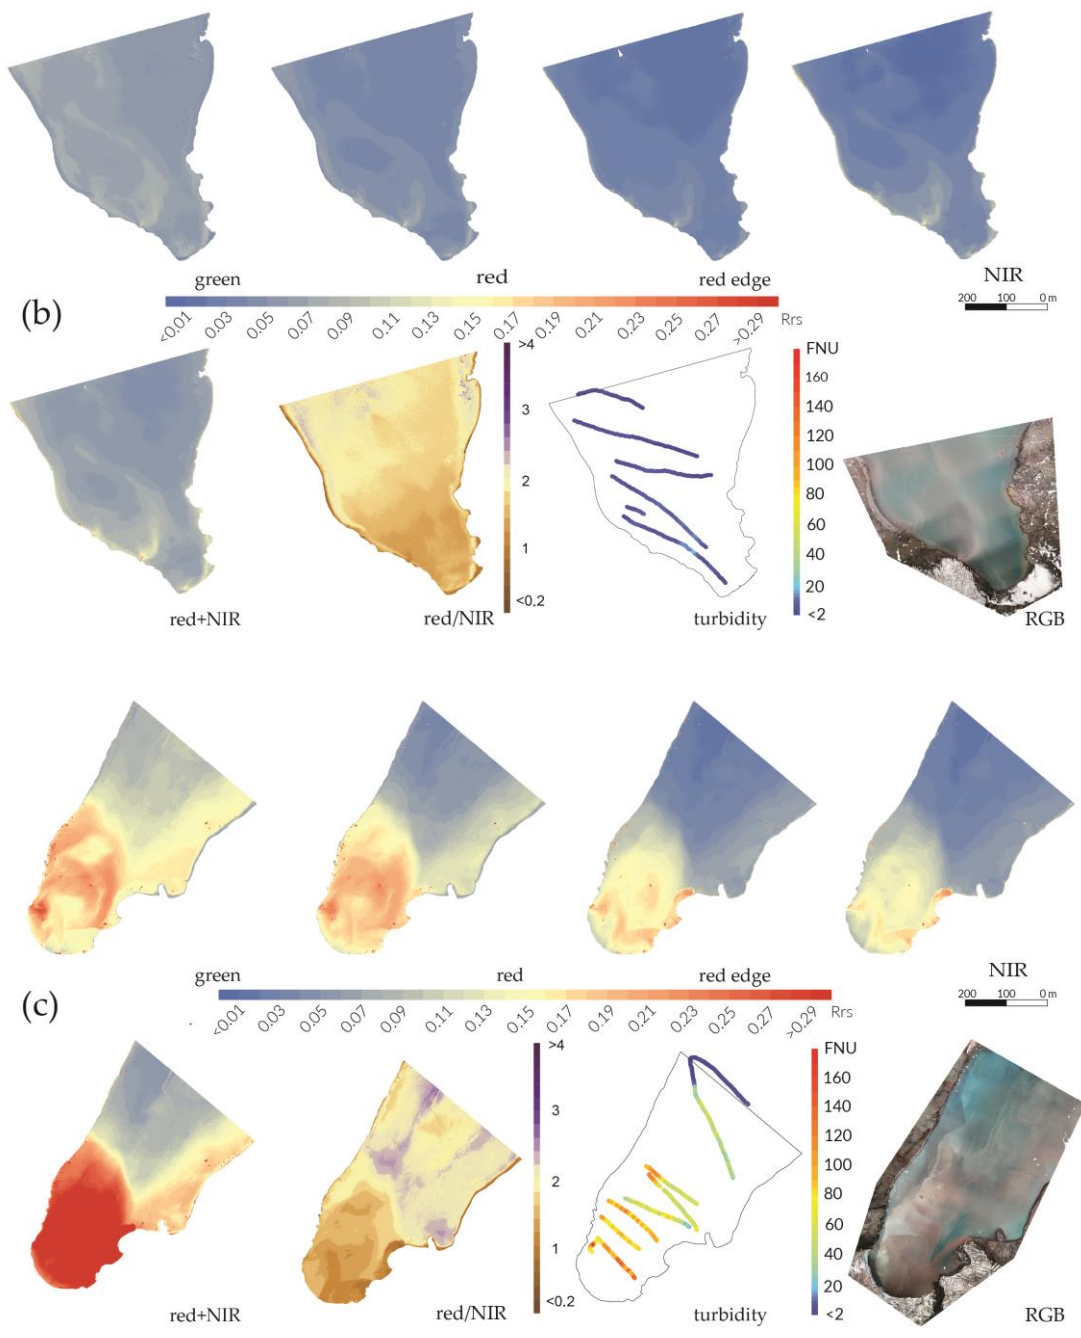 green red red edge NIR
(b)
<0.01 0.03 0.05 0.07 0.09 0.11 0.13 0.15 0.17 0.19 0.21 0.23 0.25 0.27 >0.29 Rrs
200 100 0 m
>4
3
2
1
<0.2
FNU
160
140
120
100
80
60
40
20
<2
red+NIR red/NIR turbidity RGB
green red red edge NIR
(c)
<0.01 0.03 0.05 0.07 0.09 0.11 0.13 0.15 0.17 0.19 0.21 0.23 0.25 0.27 >0.29 Rrs
200 100 0 m
>4
3
2
1
<0.2
FNU
160
140
120
100
80
60
40
20
<2
red+NIR red/NIR turbidity RGB